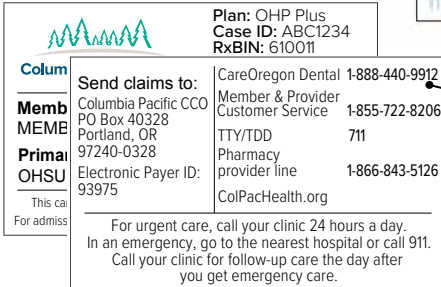 Plan: OHP Plus
Case ID: ABC1234
RxBIN: 610011
Colum
Memb
MEMB
Primar
OHSU
This car
For admiss
Send claims to:
Columbia Pacific CCO
PO Box 40328
Portland, OR
97240-0328
Electronic Payer ID:
93975
CareOregon Dental 1-888-440-9912
Member & Provider
Customer Service 1-855-722-8206
TTY/TDD 711
Pharmacy
provider line 1-866-843-5126
ColPacHealth.org
For urgent care, call your clinic 24 hours a day.
In an emergency, go to the nearest hospital or call 911.
Call your clinic for follow-up care the day after
you get emergency care.